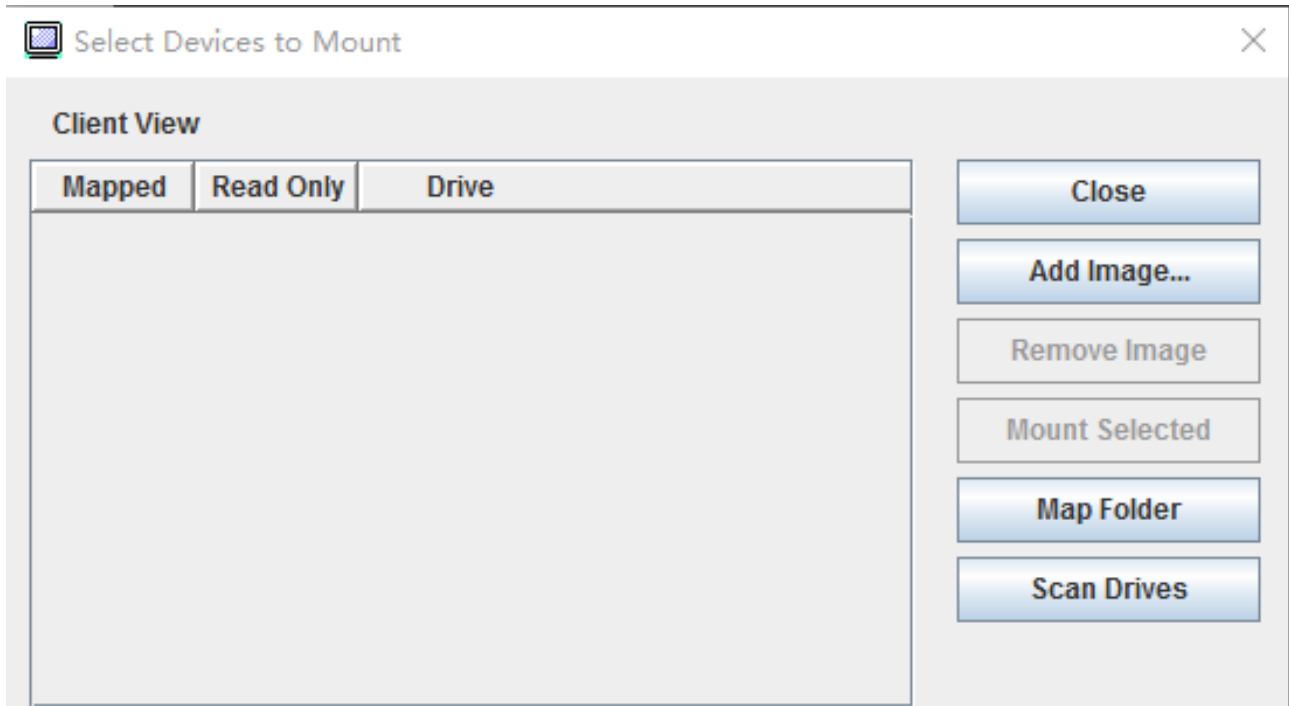 Select Devices to Mount
Client View
Mapped Read Only Drive
Close
Add Image...
Remove Image
Mount Selected
Map Folder
Scan Drives